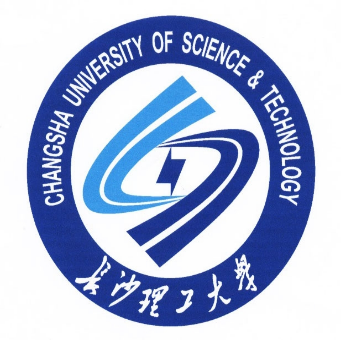 CHANGSHA UNIVERSITY OF SCIENCE & TECHNOLOGY
长沙理工大学